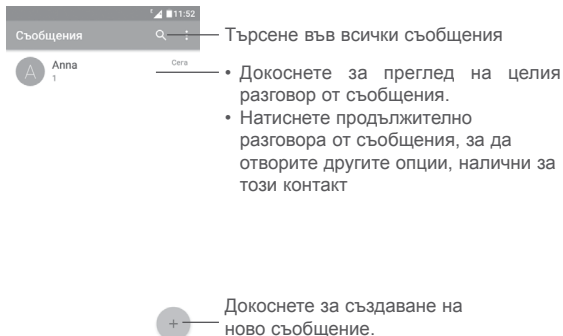 11:52
Съобщения
Търсене във всички съобщения
A
Anna
1
Сега
• Докоснете за преглед на целия
разговор от съобщения.
• Натиснете продължително
разговора от съобщения, за да
отворите другите опции, налични за
този контакт
Докоснете за създаване на
ново съобщение.
+